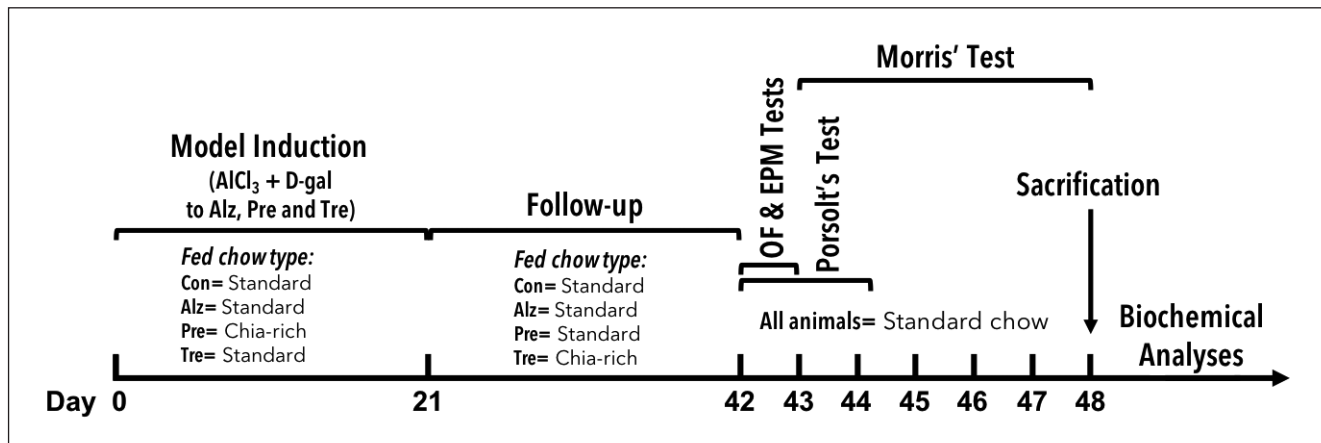 Model Induction
(AlCl₃ + D-gal
to Alz, Pre and Tre)
Fed chow type:
Con= Standard
Alz= Standard
Pre= Chia-rich
Tre= Standard
Follow-up
Fed chow type:
Con= Standard
Alz= Standard
Pre= Standard
Tre= Chia-rich
OF & EPM Tests
Porsolt's Test
Morris' Test
All animals= Standard chow
Sacrification
Biochemical
Analyses
Day 0 21 42 43 44 45 46 47 48